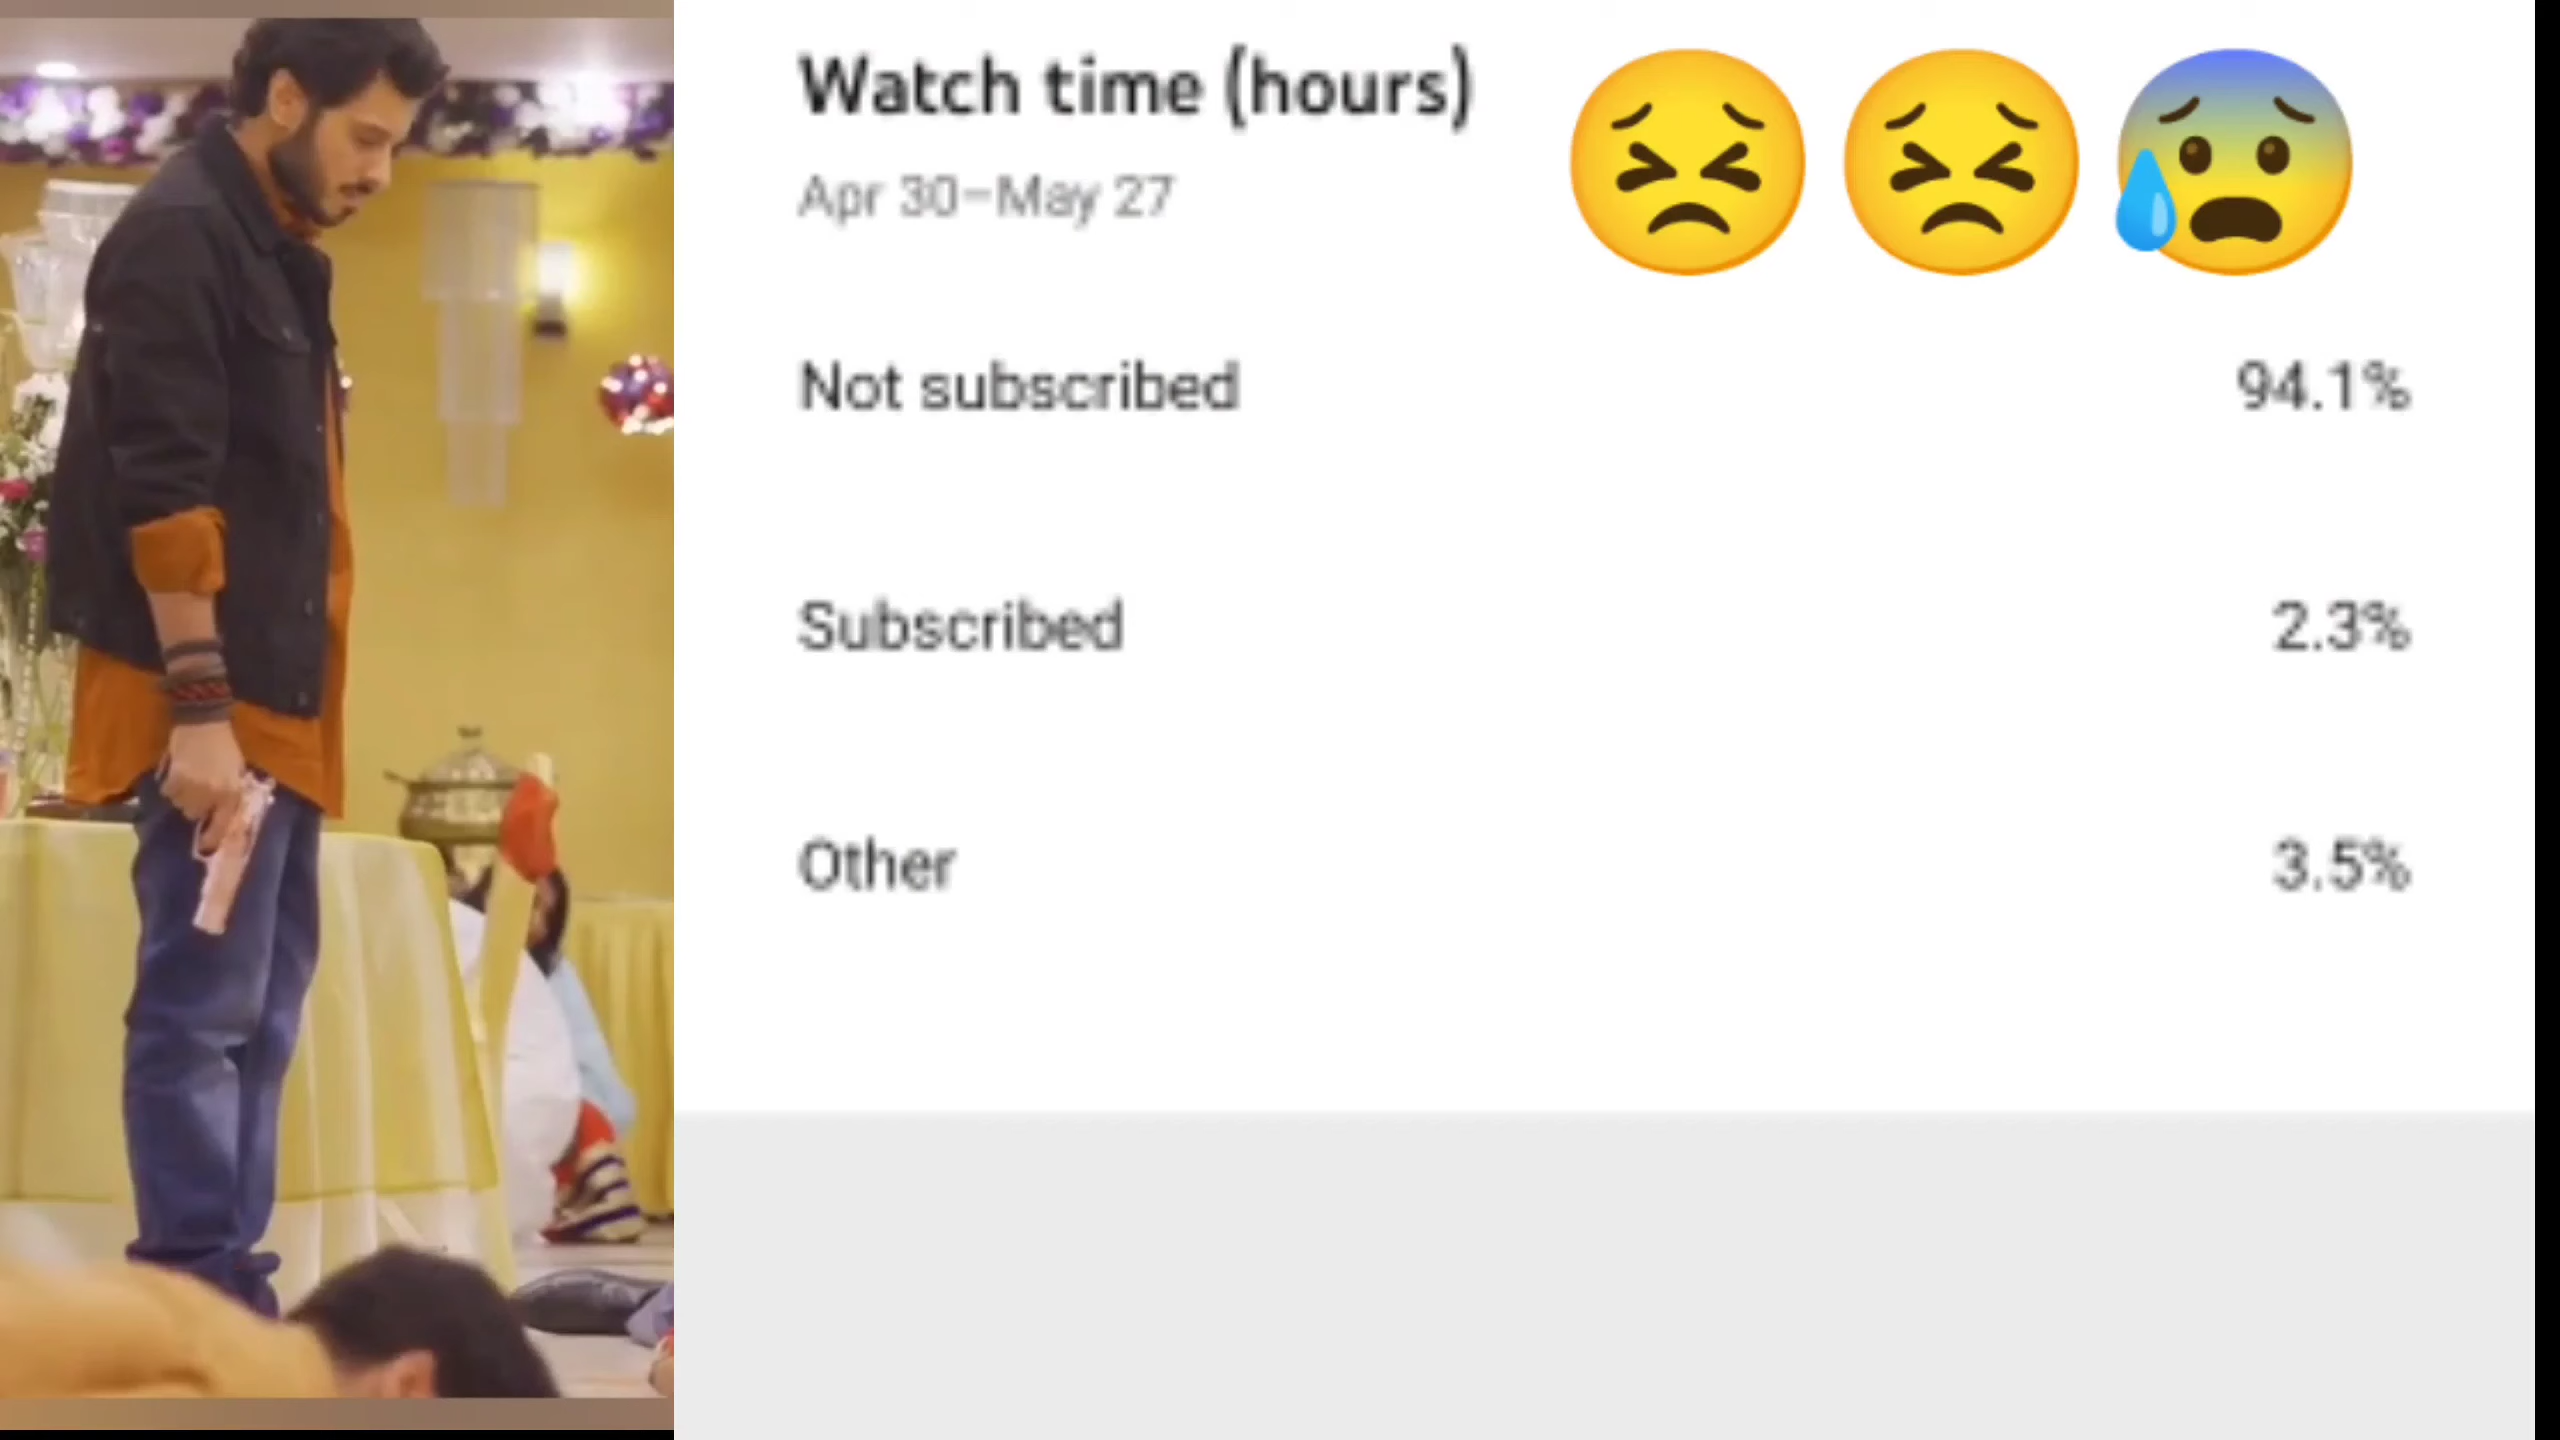 Watch time (hours)
Apr 30–May 27
Not subscribed 94.1%
Subscribed 2.3%
Other 3.5%